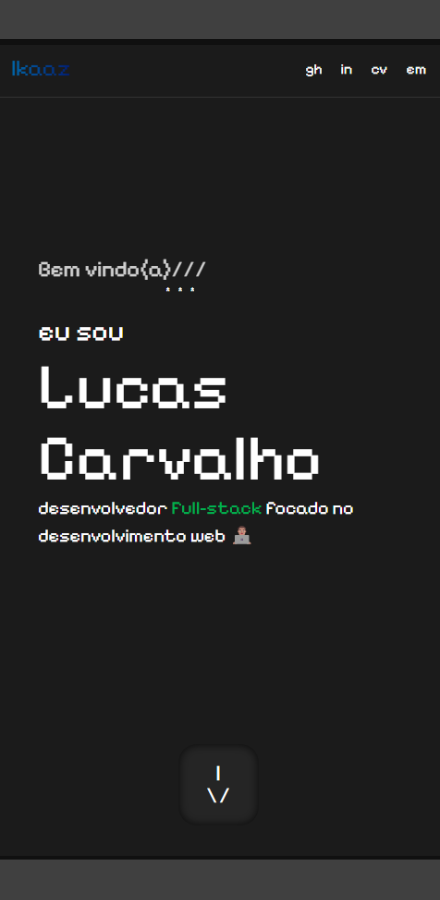 lkaaz
gh in cv em
Bem vindo{a}///
...
eu sou
Lucas
Carvalho
desenvolvedor Full-stack focado no
desenvolvimento web
|
\/